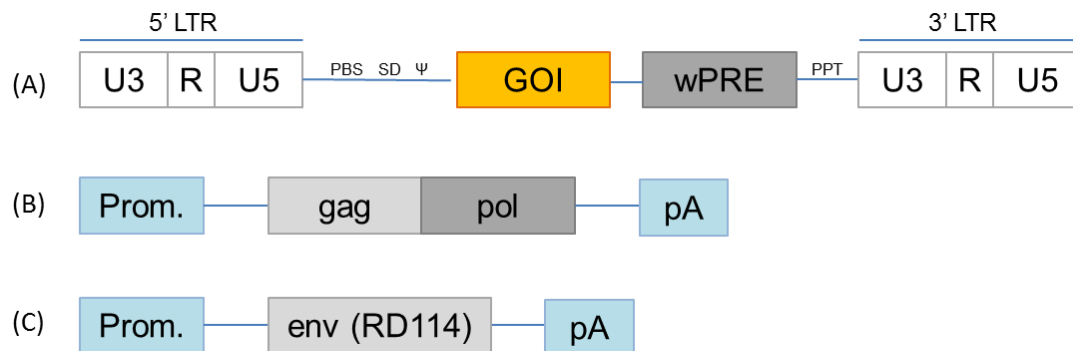 5' LTR 3' LTR
PBS SD Ψ PPT
(A) U3 R U5 GOI wPRE U3 R U5
(B) Prom. gag pol pA
(C) Prom. env (RD114) pA